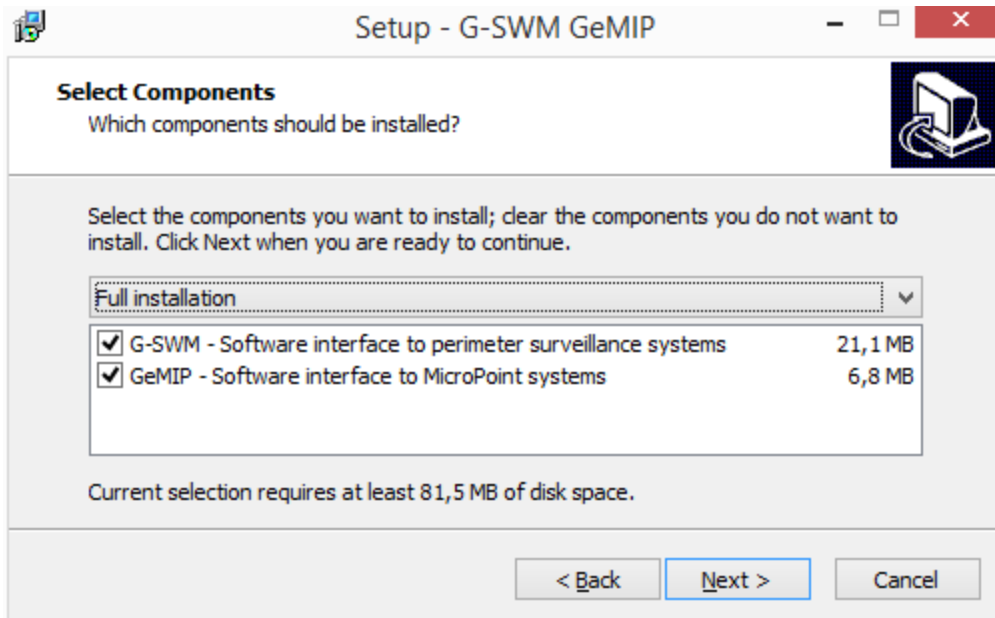 Setup - G-SWM GeMIP
Select Components
Which components should be installed?
Select the components you want to install; clear the components you do not want to
install. Click Next when you are ready to continue.
Full installation
G-SWM - Software interface to perimeter surveillance systems 21,1 MB
GeMIP - Software interface to MicroPoint systems 6,8 MB
Current selection requires at least 81,5 MB of disk space.
< Back Next > Cancel